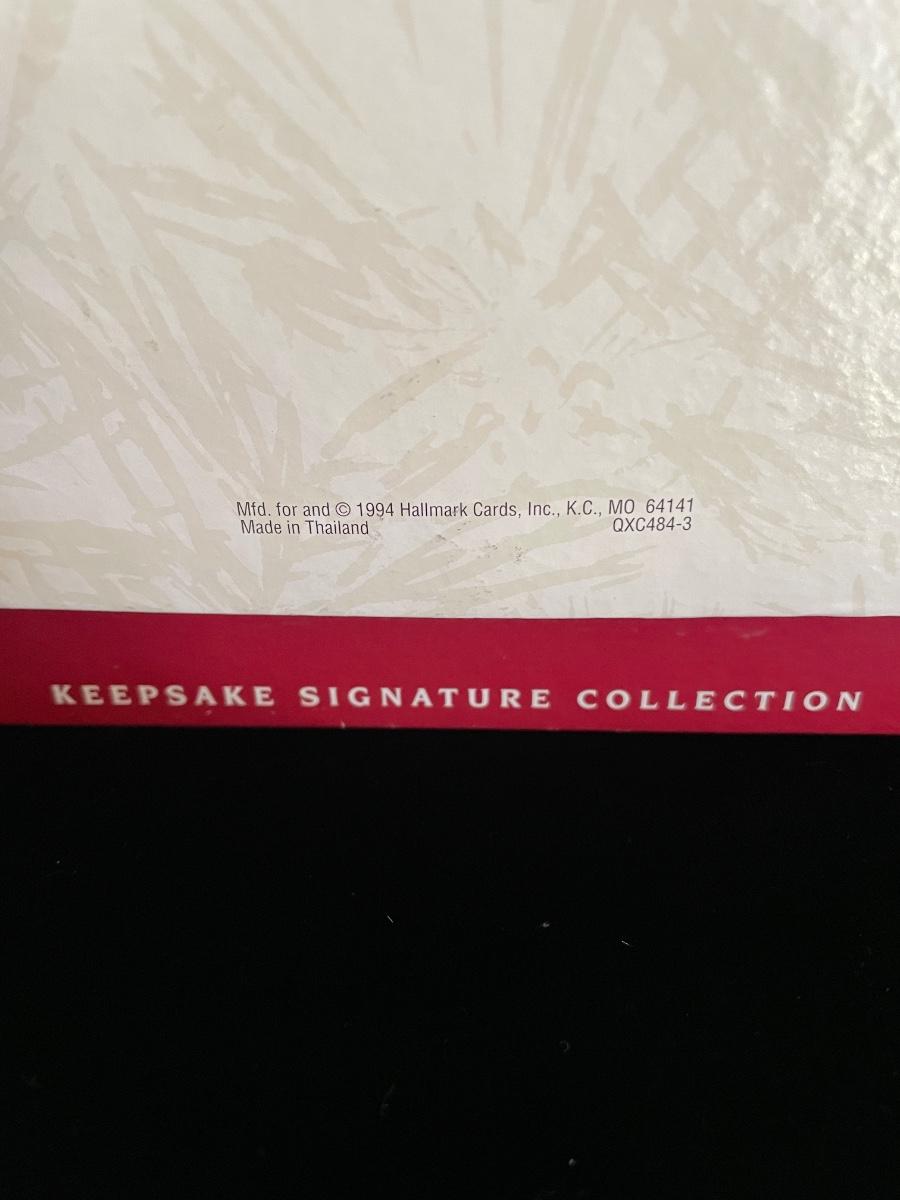 Mfd. for and © 1994 Hallmark Cards, Inc., K.C., MO 64141
Made in Thailand QXC484-3
KEEPSAKE SIGNATURE COLLECTION